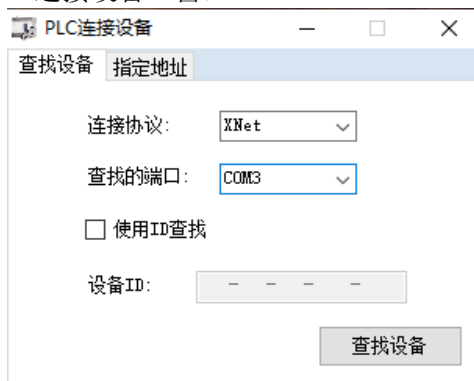 PLC连接设备
查找设备 指定地址
连接协议: XNet
查找的端口: COM3
使用ID查找
设备ID: - - - -
查找设备